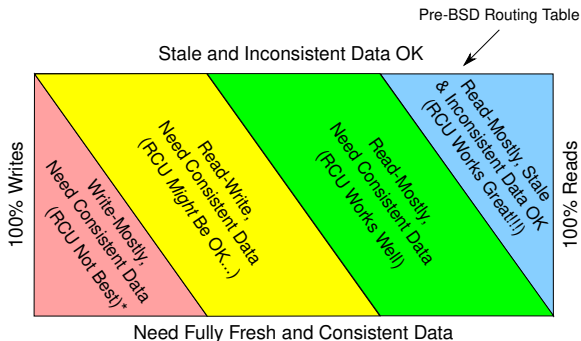 Pre-BSD Routing Table
Stale and Inconsistent Data OK
100% Writes
Write-Mostly,
Need Consistent Data
(RCU Not Best)*
Read-Write,
Need Consistent Data
(RCU Might Be OK...)
Read-Mostly,
Need Consistent Data
(RCU Works Well)
Read-Mostly, Stale
& Inconsistent Data OK
(RCU Works Great!!!)
100% Reads
Need Fully Fresh and Consistent Data